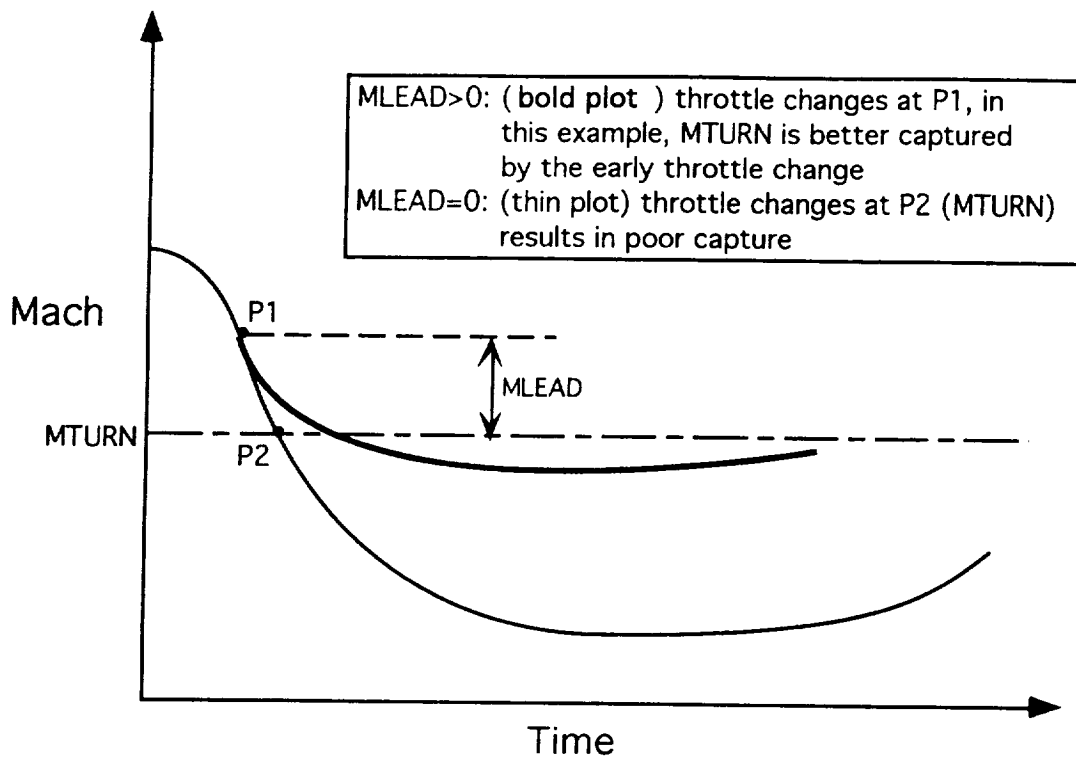 MLEAD>0: (bold plot ) throttle changes at P1, in
this example, MTURN is better captured
by the early throttle change
MLEAD=0: (thin plot) throttle changes at P2 (MTURN)
results in poor capture
Mach
P1
MLEAD
MTURN
P2
Time